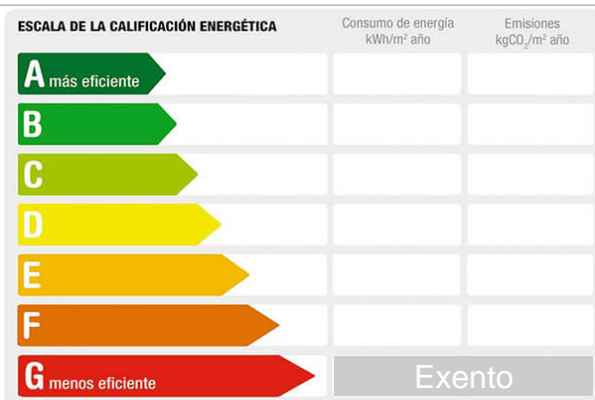 ESCALA DE LA CALIFICACIÓN ENERGÉTICA
Consumo de energía
kWh/m² año
Emisiones
kgCO₂/m² año
A más eficiente
B
C
D
E
F
G menos eficiente
Exento